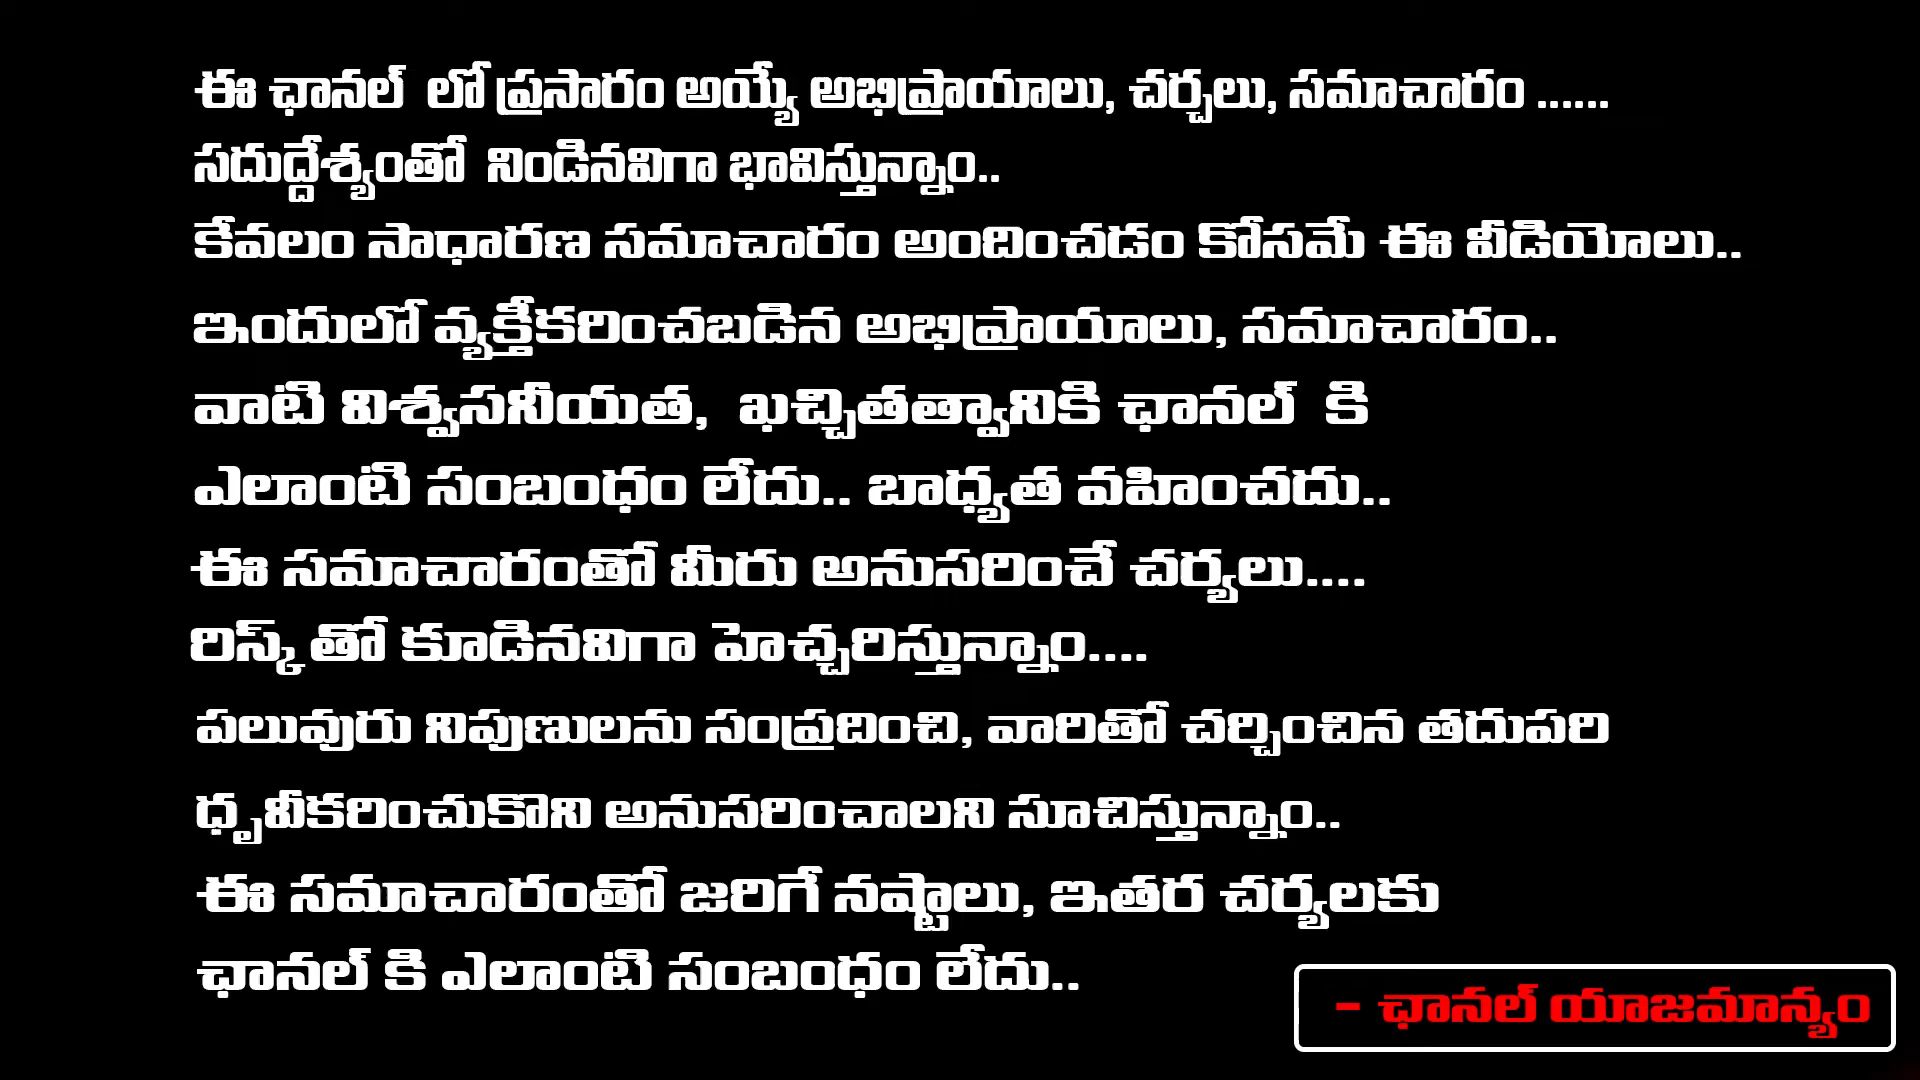 ఈ ఛానల్ లో ప్రసారం అయ్యే అభిప్రాయాలు, చర్చలు, సమాచారం ......
సదుద్దేశ్యంతో నిండినవిగా భావిస్తున్నాం..
కేవలం సాధారణ సమాచారం అందించడం కోసమే ఈ వీడియోలు..
ఇందులో వ్యక్తీకరించబడిన అభిప్రాయాలు, సమాచారం..
వాటి విశ్వసనీయత, ఖచ్చితత్వానికి ఛానల్ కి
ఎలాంటి సంబంధం లేదు.. బాధ్యత వహించదు..
ఈ సమాచారంతో మీరు అనుసరించే చర్యలు....
రిస్క్ తో కూడినవిగా హెచ్చరిస్తున్నాం....
పలువురు నిపుణులను సంప్రదించి, వారితో చర్చించిన తదుపరి
ధృవీకరించుకొని అనుసరించాలని సూచిస్తున్నాం..
ఈ సమాచారంతో జరిగే నష్టాలు, ఇతర చర్యలకు
ఛానల్ కి ఎలాంటి సంబంధం లేదు..
- ఛానల్ యాజమాన్యం